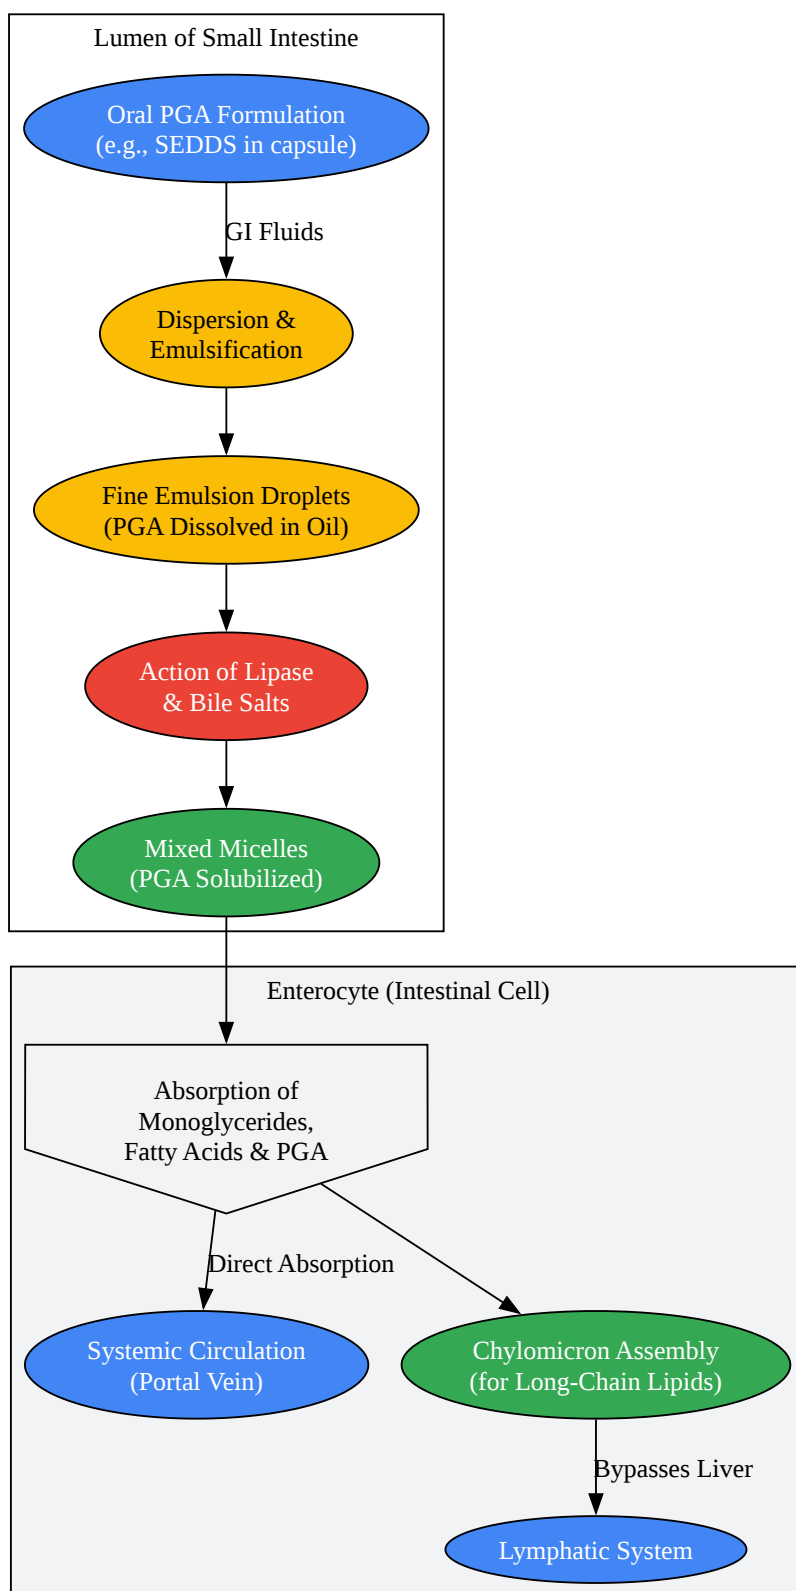 Lumen of Small Intestine
Oral PGA Formulation
(e.g., SEDDS in capsule)
GI Fluids
Dispersion &
Emulsification
Fine Emulsion Droplets
(PGA Dissolved in Oil)
Action of Lipase
& Bile Salts
Mixed Micelles
(PGA Solubilized)
Enterocyte (Intestinal Cell)
Absorption of
Monoglycerides,
Fatty Acids & PGA
Direct Absorption
Systemic Circulation
(Portal Vein)
Chylomicron Assembly
(for Long-Chain Lipids)
Bypasses Liver
Lymphatic System